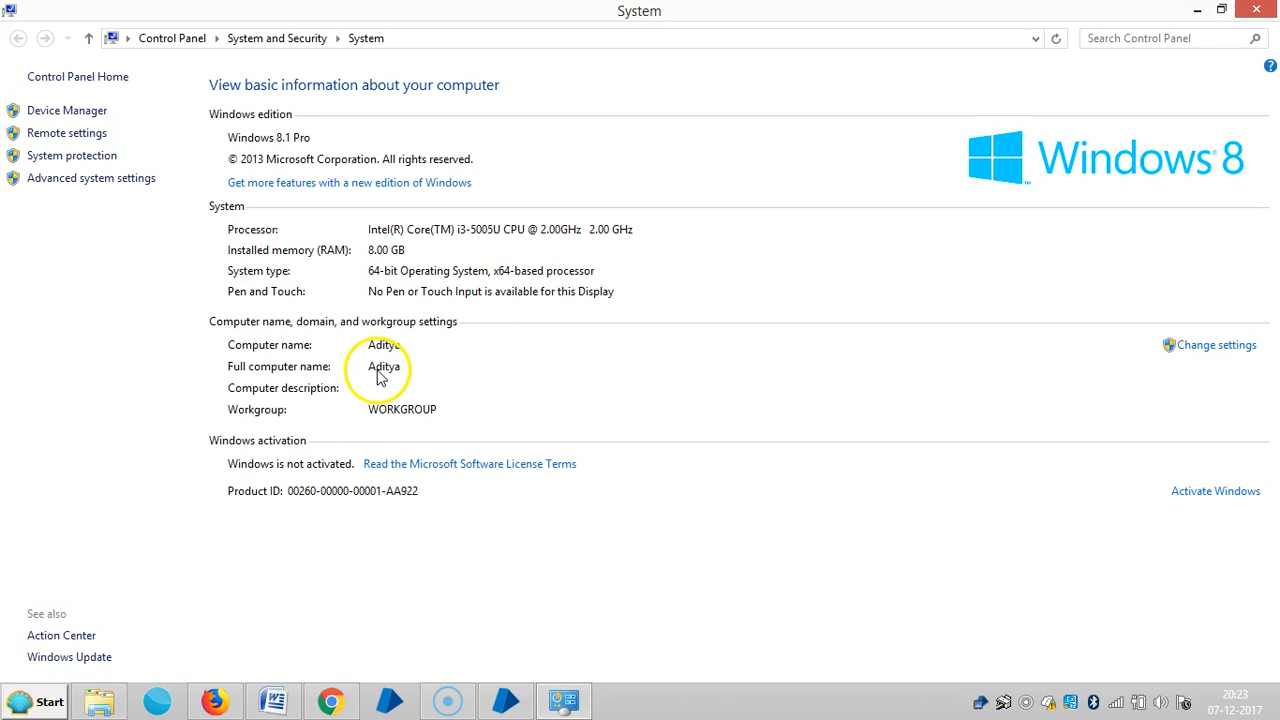 System
Control Panel System and Security System
Search Control Panel
Control Panel Home
Device Manager
Remote settings
System protection
Advanced system settings
View basic information about your computer
Windows edition
Windows 8.1 Pro
© 2013 Microsoft Corporation. All rights reserved.
Get more features with a new edition of Windows
Windows 8
System
Processor: Intel(R) Core(TM) i3-5005U CPU @ 2.00GHz 2.00 GHz
Installed memory (RAM): 8.00 GB
System type: 64-bit Operating System, x64-based processor
Pen and Touch: No Pen or Touch Input is available for this Display
Computer name, domain, and workgroup settings
Computer name: Aditya
Change settings
Full computer name: Aditya
Computer description:
Workgroup: WORKGROUP
Windows activation
Windows is not activated. Read the Microsoft Software License Terms
Product ID: 00260-00000-00001-AA922
Activate Windows
See also
Action Center
Windows Update
Start
20:23
07-12-2017